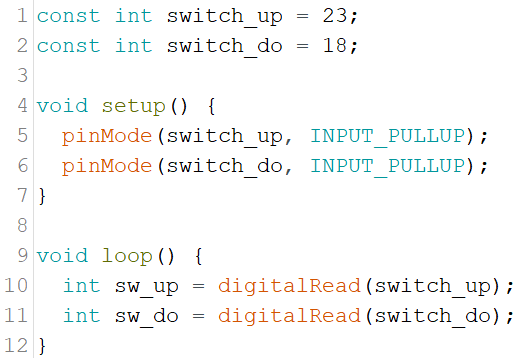 1 const int switch_up = 23;
2 const int switch_do = 18;
3
4 void setup() {
5   pinMode(switch_up, INPUT_PULLUP);
6   pinMode(switch_do, INPUT_PULLUP);
7 }
8
9 void loop() {
10   int sw_up = digitalRead(switch_up);
11   int sw_do = digitalRead(switch_do);
12 }